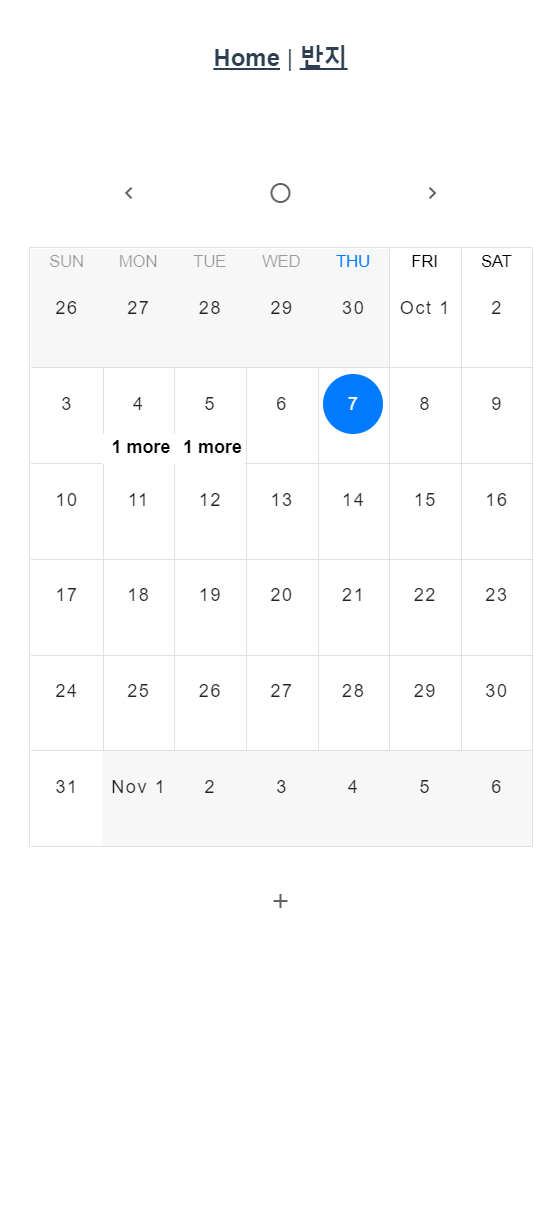 Home | 반지
SUN MON TUE WED THU FRI SAT
26 27 28 29 30 Oct 1 2
3 4 5 6 7 8 9
1 more 1 more
10 11 12 13 14 15 16
17 18 19 20 21 22 23
24 25 26 27 28 29 30
31 Nov 1 2 3 4 5 6
+